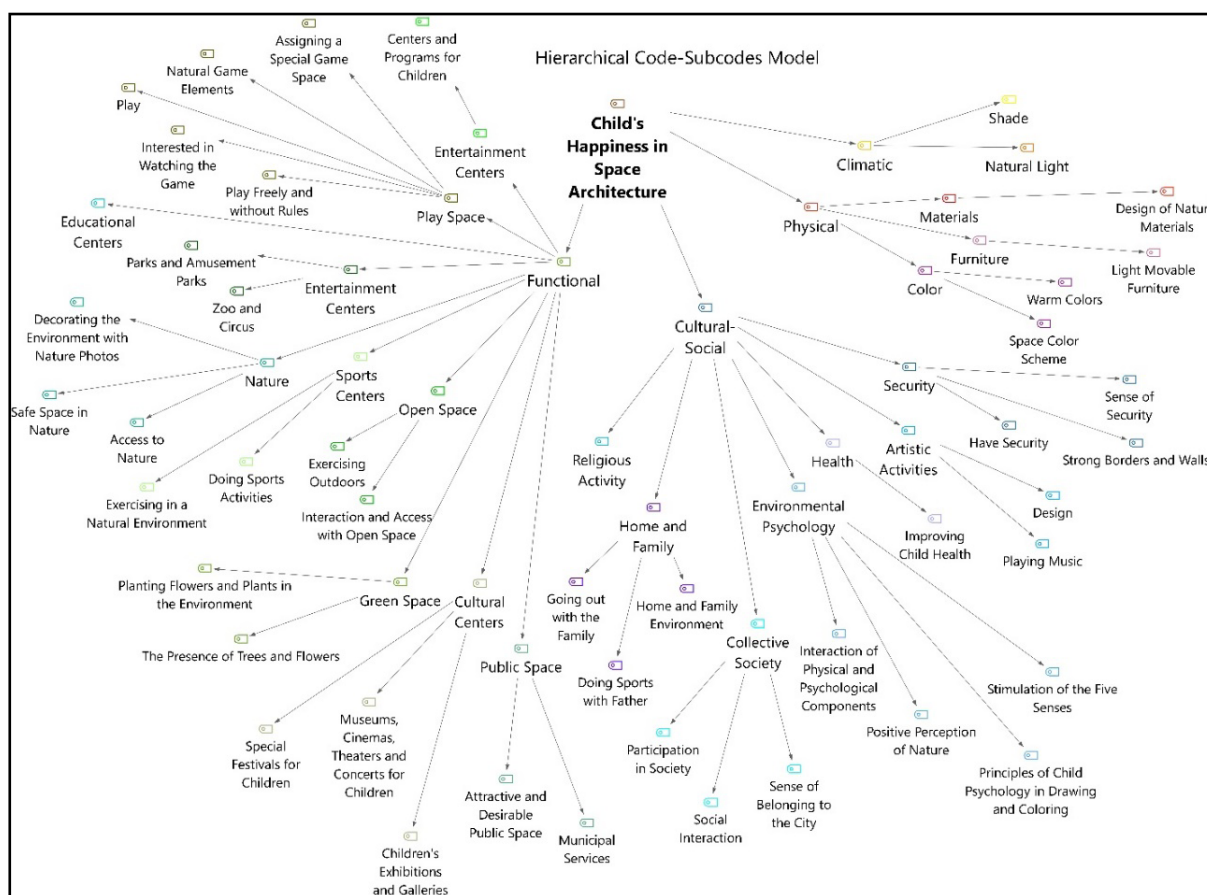 Hierarchical Code-Subcodes Model
Child's
Happiness in
Space
Architecture
Assigning a
Special Game
Space
Centers and
Programs for
Children
Natural Game
Elements
Play
Interested in
Watching the
Game
Play Freely and
without Rules
Play Space
Entertainment
Centers
Educational
Centers
Parks and Amusement
Parks
Zoo and
Circus
Entertainment
Centers
Functional
Decorating the
Environment with
Nature Photos
Nature
Safe Space in
Nature
Access to
Nature
Sports
Centers
Exercising in a
Natural Environment
Doing Sports
Activities
Open Space
Exercising
Outdoors
Interaction and Access
with Open Space
Planting Flowers and Plants in
the Environment
Green Space
The Presence of Trees and Flowers
Cultural
Centers
Special
Festivals for
Children
Museums,
Cinemas,
Theaters and
Concerts for
Children
Children's
Exhibitions
and Galleries
Public Space
Attractive and
Desirable
Public Space
Municipal
Services
Climatic
Shade
Natural Light
Physical
Materials
Design of Natur
Materials
Furniture
Light Movable
Furniture
Color
Warm Colors
Space Color
Scheme
Cultural-
Social
Security
Sense of
Security
Have Security
Strong Borders and Walls
Artistic
Activities
Design
Playing Music
Health
Improving
Child Health
Religious
Activity
Environmental
Psychology
Interaction of
Physical and
Psychological
Components
Positive Perception
of Nature
Stimulation of the Five
Senses
Principles of Child
Psychology in Drawing
and Coloring
Home and
Family
Going out
with the
Family
Home and Family
Environment
Doing Sports
with Father
Collective
Society
Participation
in Society
Social
Interaction
Sense of
Belonging to
the City